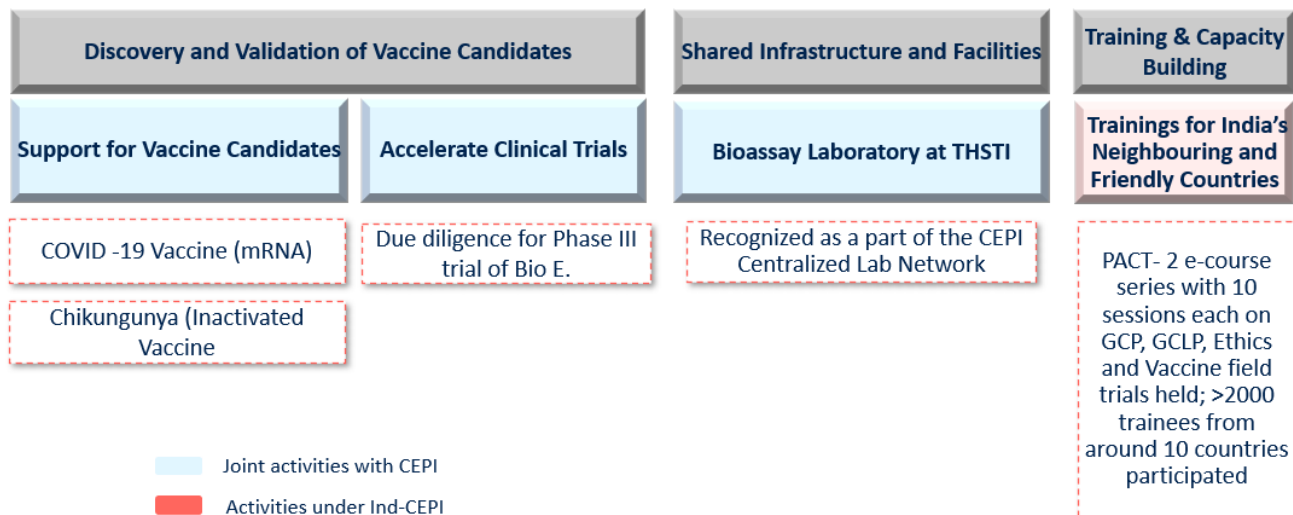 Discovery and Validation of Vaccine Candidates
Shared Infrastructure and Facilities
Training & Capacity
Building
Support for Vaccine Candidates
Accelerate Clinical Trials
Bioassay Laboratory at THSTI
Trainings for India's
Neighbouring and
Friendly Countries
COVID -19 Vaccine (mRNA)
Chikungunya (Inactivated
Vaccine
Due diligence for Phase III
trial of Bio E.
Recognized as a part of the CEPI
Centralized Lab Network
PACT- 2 e-course
series with 10
sessions each on
GCP, GCLP, Ethics
and Vaccine field
trials held; >2000
trainees from
around 10 countries
participated
Joint activities with CEPI
Activities under Ind-CEPI